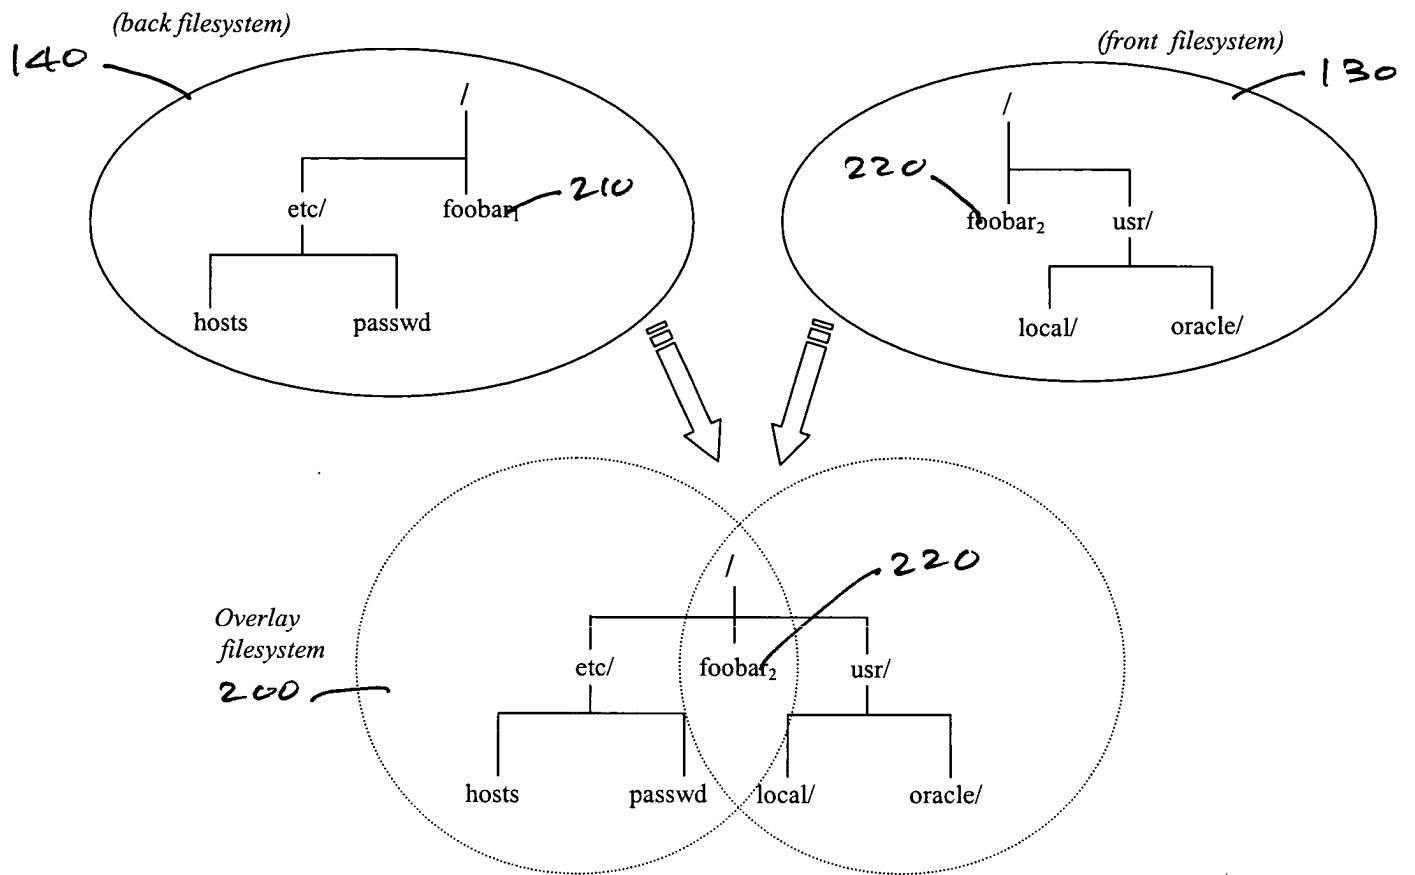 (back filesystem)
140
(front filesystem)
130
/
/
220
210
etc/
foobar₁
foobar₂
usr/
hosts
passwd
local/
oracle/
/
220
Overlay
filesystem
200
etc/
foobar₂
usr/
hosts
passwd
local/
oracle/